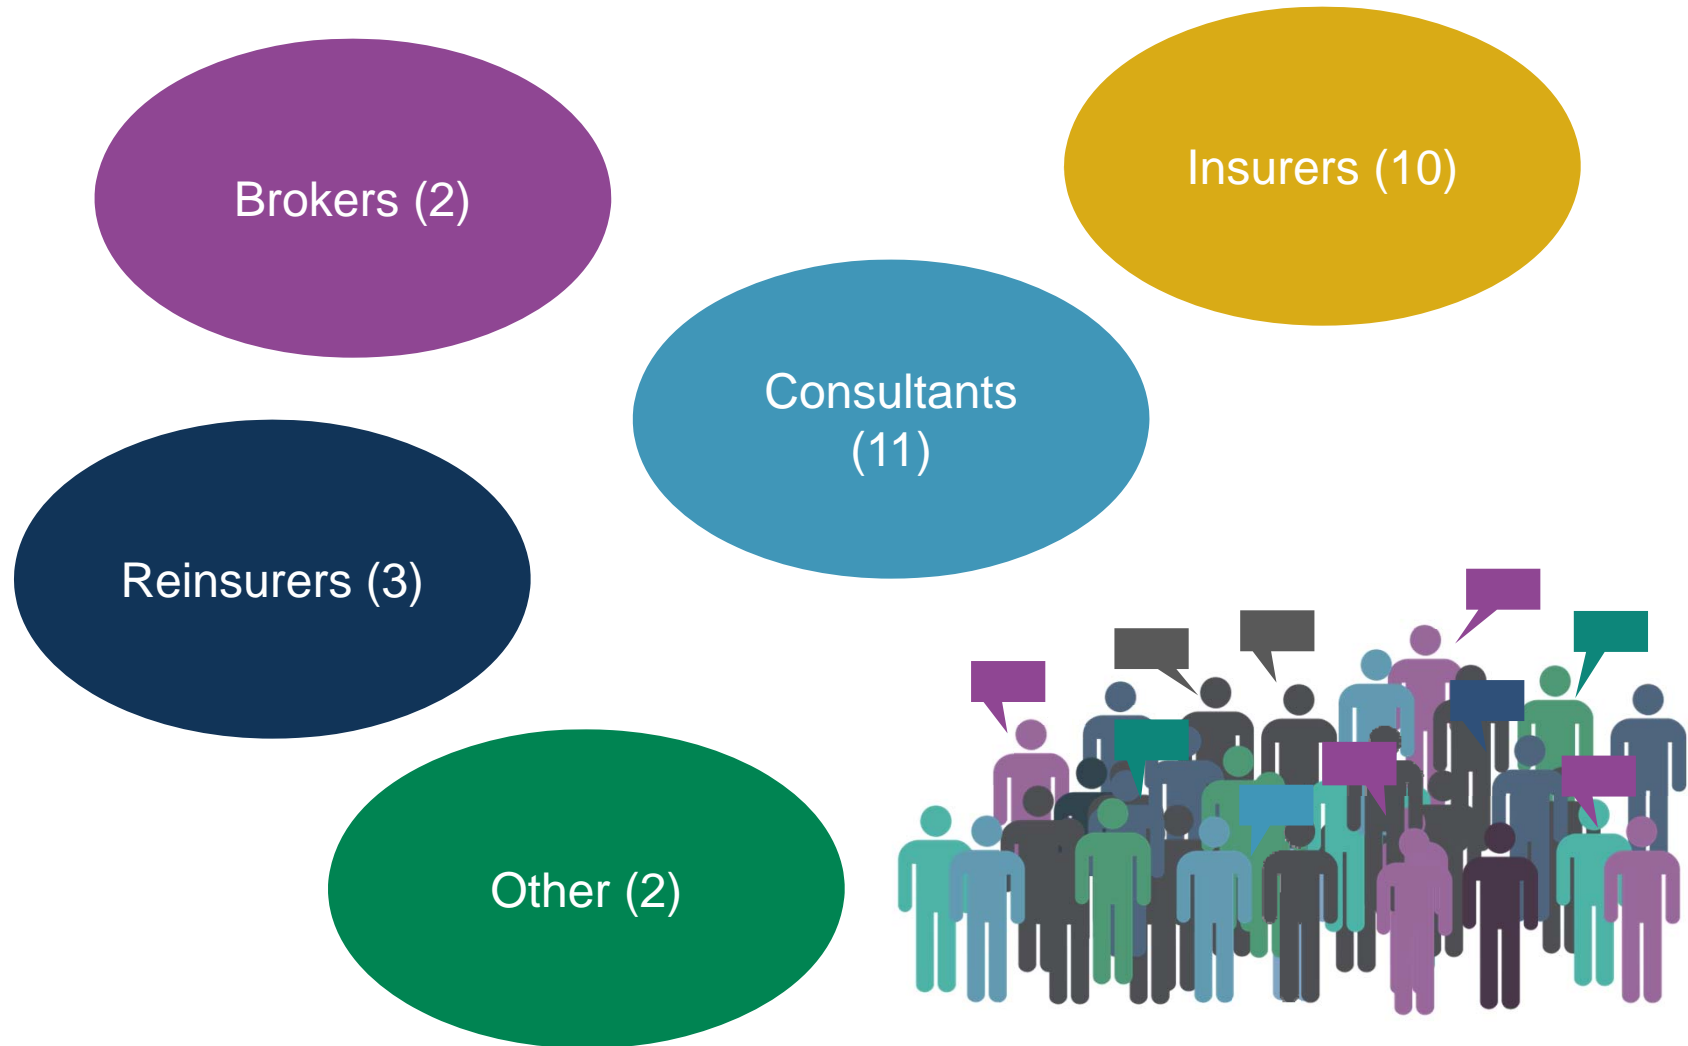 Brokers (2)
Insurers (10)
Consultants
(11)
Reinsurers (3)
Other (2)